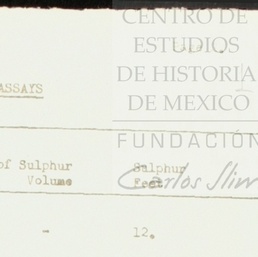 CENTRO DE
ESTUDIOS
DE HISTORIA
DE MEXICO
ASSAYS
FUNDACIÓN
Carlos Slim
of Sulphur Sulphur
Volume Feet
- 12.